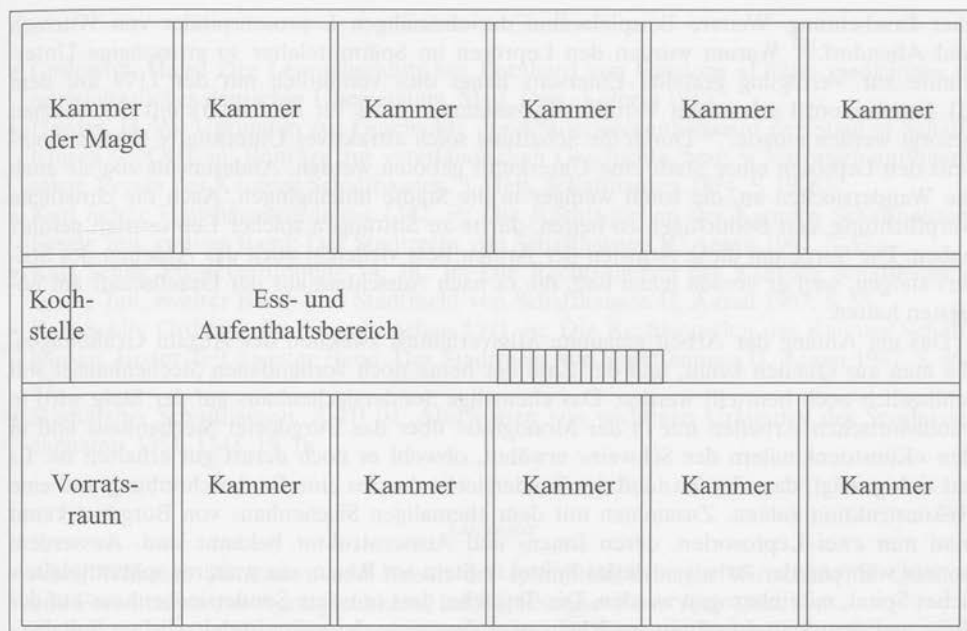 Kammer der Magd
Kammer
Kammer
Kammer
Kammer
Kammer
Koch-
stelle
Ess- und
Aufenthaltsbereich
Vorrats-
raum
Kammer
Kammer
Kammer
Kammer
Kammer